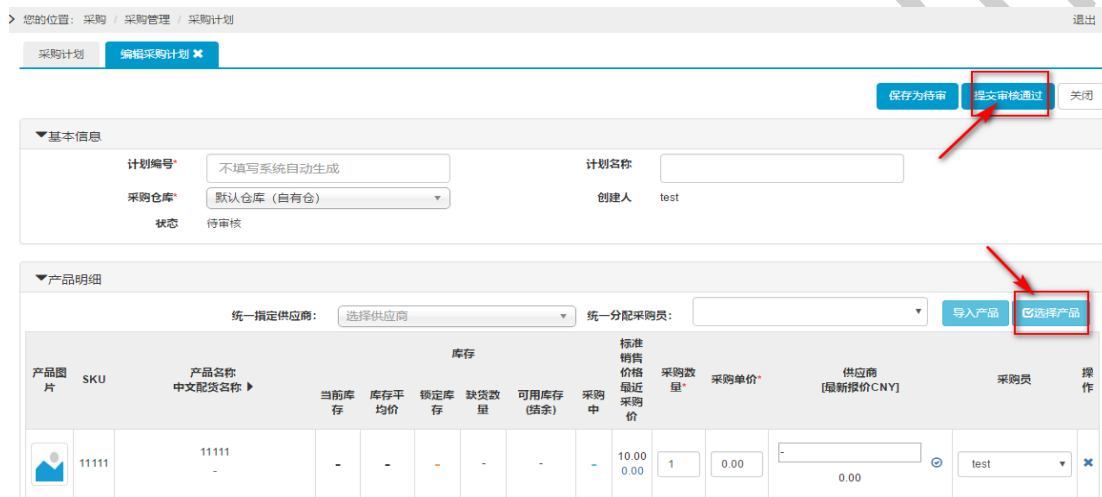 您的位置： 采购 / 采购管理 / 采购计划 退出
采购计划 编辑采购计划
保存为待审 提交审核通过 关闭
基本信息
计划编号* 不填写系统自动生成 计划名称
采购仓库* 默认仓库（自有仓） 创建人 test
状态 待审核
产品明细
统一指定供应商： 选择供应商 统一分配采购员： 导入产品 选择产品
产品图片 SKU 产品名称 中文配货名称 库存 当前库存 库存平均价 锁定库存 缺货数量 可用库存(结余) 采购中 标准销售价格 最近采购价 采购数量* 采购单价* 供应商 [最新报价CNY] 采购员 操作
11111 11111 - - - - - - - 10.00 0.00 1 0.00 - 0.00 test